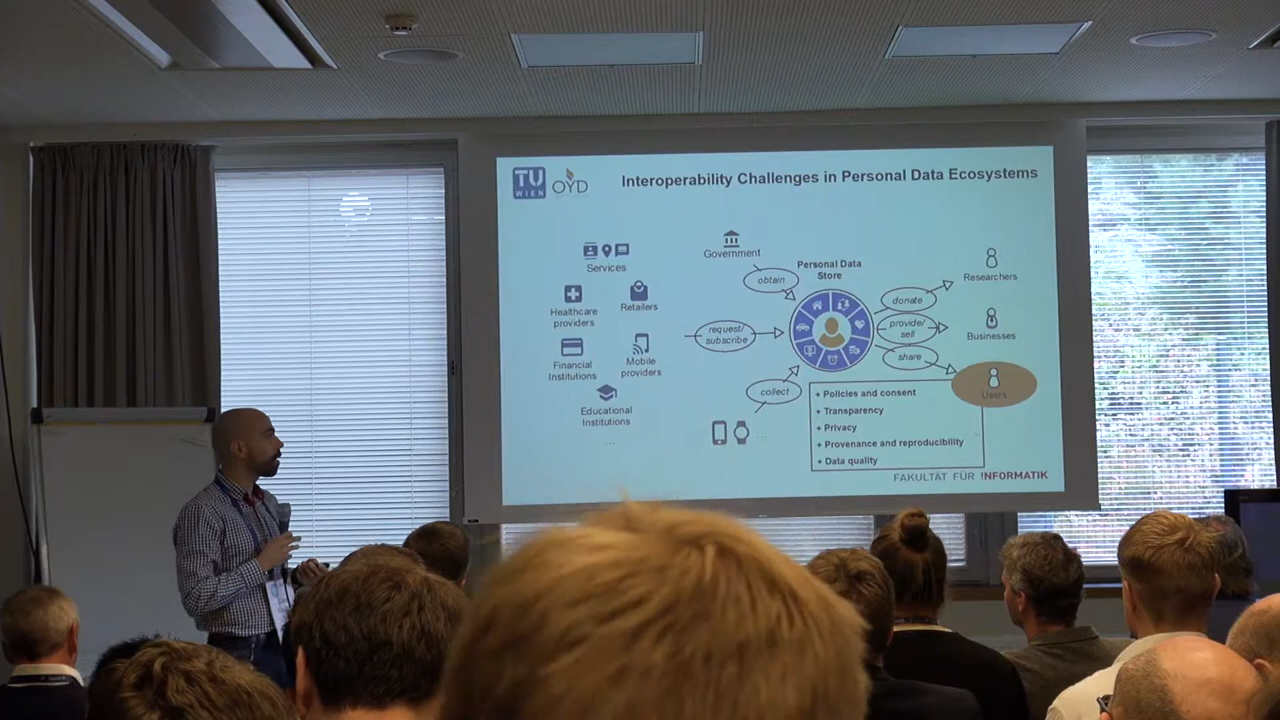 TU
WIEN
OYD
Interoperability Challenges in Personal Data Ecosystems
Services
Government
Healthcare
providers
Retailers
Financial
Institutions
Mobile
providers
Educational
Institutions
...
obtain
request/
subscribe
collect
...
Personal Data
Store
donate
provide/
sell
share
Researchers
Businesses
Users
+ Policies and consent
+ Transparency
+ Privacy
+ Provenance and reproducibility
+ Data quality
FAKULTÄT FÜR !NFORMATIK